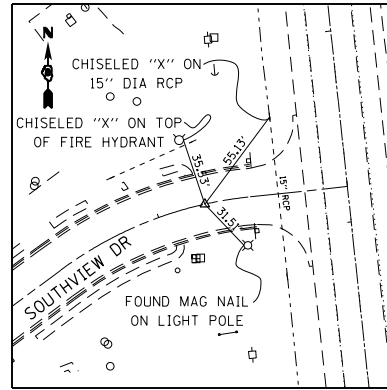 N
CHISELED "X" ON
15" DIA RCP
CHISELED "X" ON TOP
OF FIRE HYDRANT
35.53'
55.13'
15" RCP
31.51'
SOUTHVIEW DR
FOUND MAG NAIL
ON LIGHT POLE